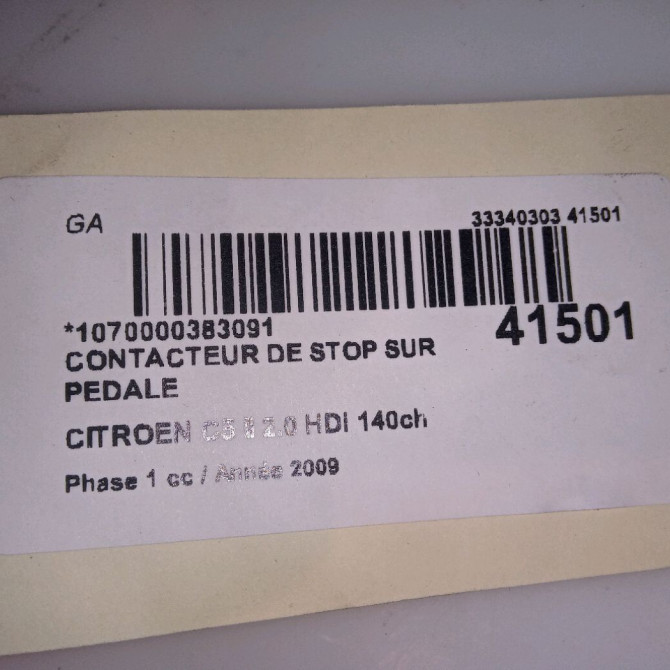 GA
33340303 41501
*1070000383091
41501
CONTACTEUR DE STOP SUR
PEDALE
CITROEN C5 2.0 HDI 140ch
Phase 1 cc / Année 2009